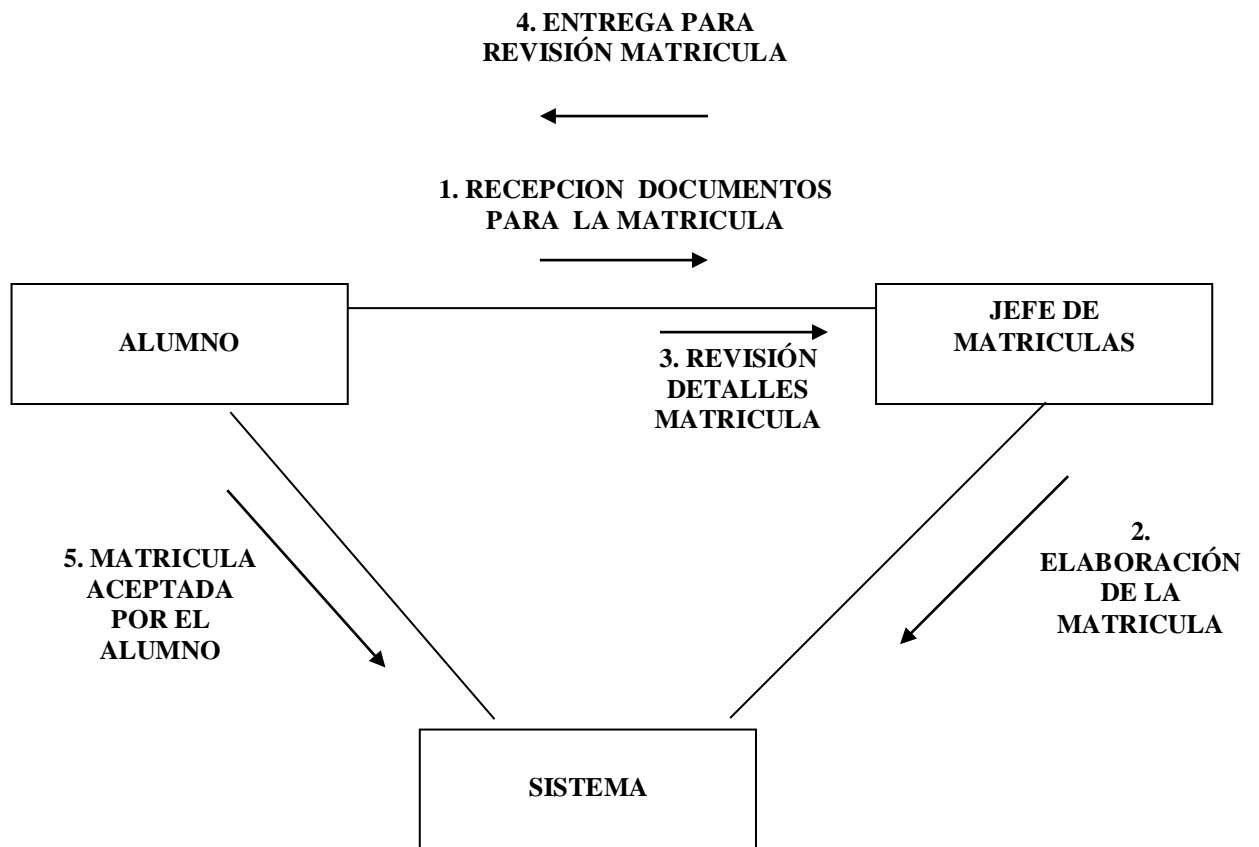 4. ENTREGA PARA
REVISIÓN MATRICULA
1. RECEPCION DOCUMENTOS
PARA LA MATRICULA
ALUMNO
JEFE DE
MATRICULAS
3. REVISIÓN
DETALLES
MATRICULA
5. MATRICULA
ACEPTADA
POR EL
ALUMNO
2.
ELABORACIÓN
DE LA
MATRICULA
SISTEMA